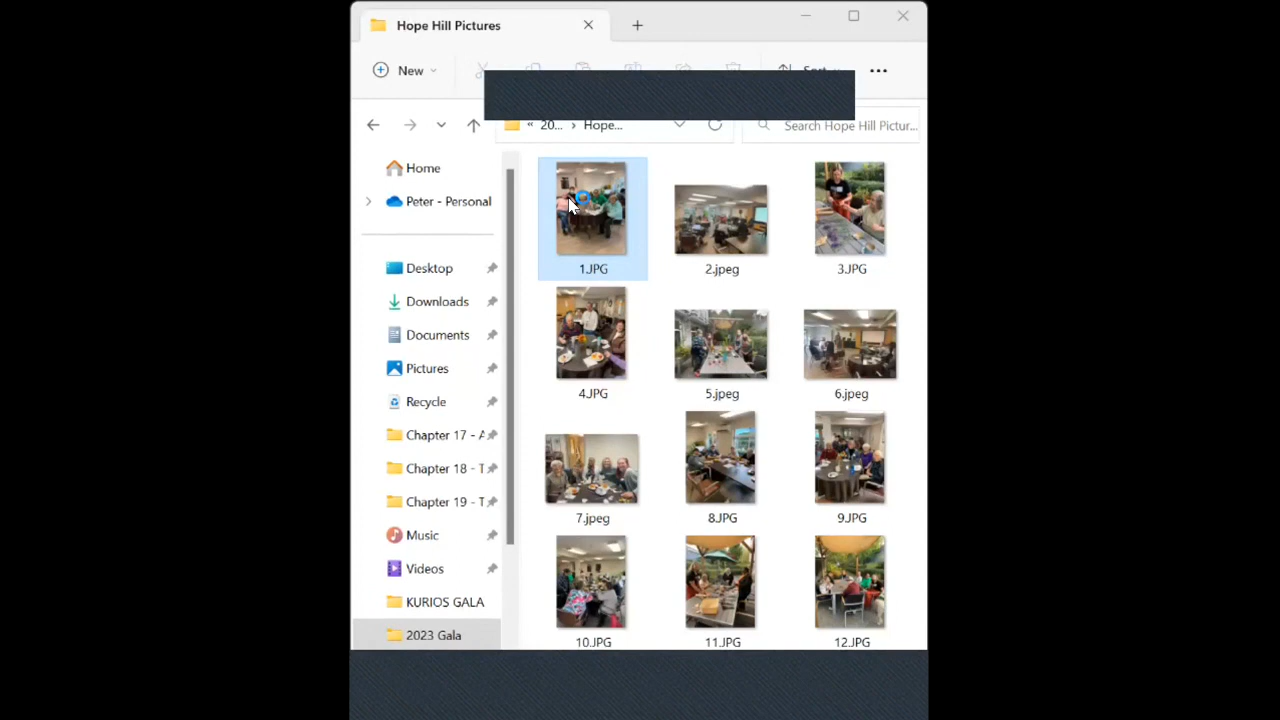 Hope Hill Pictures
New
Sort
« 20... › Hope...
Search Hope Hill Pictur...
Home
Peter - Personal
Desktop
Downloads
Documents
Pictures
Recycle
Chapter 17 - A
Chapter 18 - T
Chapter 19 - T
Music
Videos
KURIOS GALA
2023 Gala
1.JPG
2.jpeg
3.JPG
4.JPG
5.jpeg
6.jpeg
7.jpeg
8.JPG
9.JPG
10.JPG
11.JPG
12.JPG